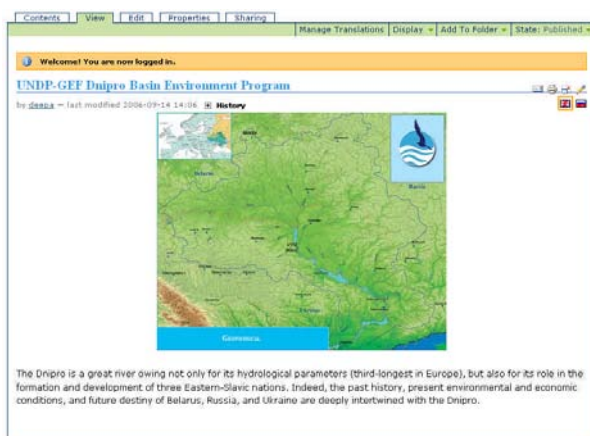 Contents View Edit Properties Sharing
Manage Translations Display Add To Folder State: Published
Welcome! You are now logged in.
UNDP-GEF Dnipro Basin Environment Program
by deepa — last modified 2006-09-14 14:06 History
Belarus
Russia
Ukraine
The Dnipro is a great river owing not only for its hydrological parameters (third-longest in Europe), but also for its role in the
formation and development of three Eastern-Slavic nations. Indeed, the past history, present environmental and economic
conditions, and future destiny of Belarus, Russia, and Ukraine are deeply intertwined with the Dnipro.